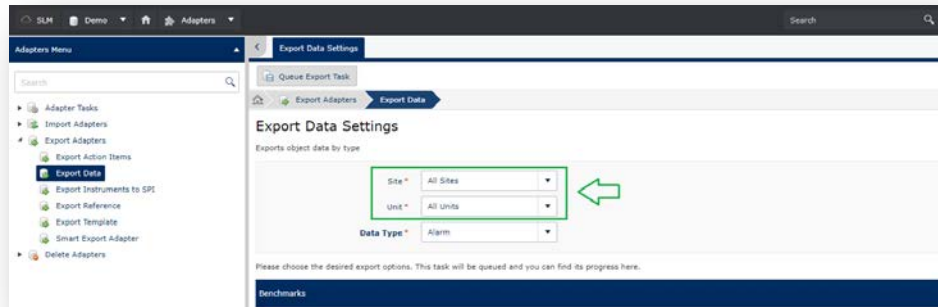 SLM Demo Adapters Search
Adapters Menu
Export Data Settings
Search
Queue Export Task
Adapter Tasks
Import Adapters
Export Adapters
Export Action Items
Export Data
Export Instruments to SPI
Export Reference
Export Template
Smart Export Adapter
Delete Adapters
Export Adapters Export Data
Export Data Settings
Exports object data by type
Site * All Sites
Unit * All Units
Data Type * Alarm
Please choose the desired export options. This task will be queued and you can find its progress here.
Benchmarks